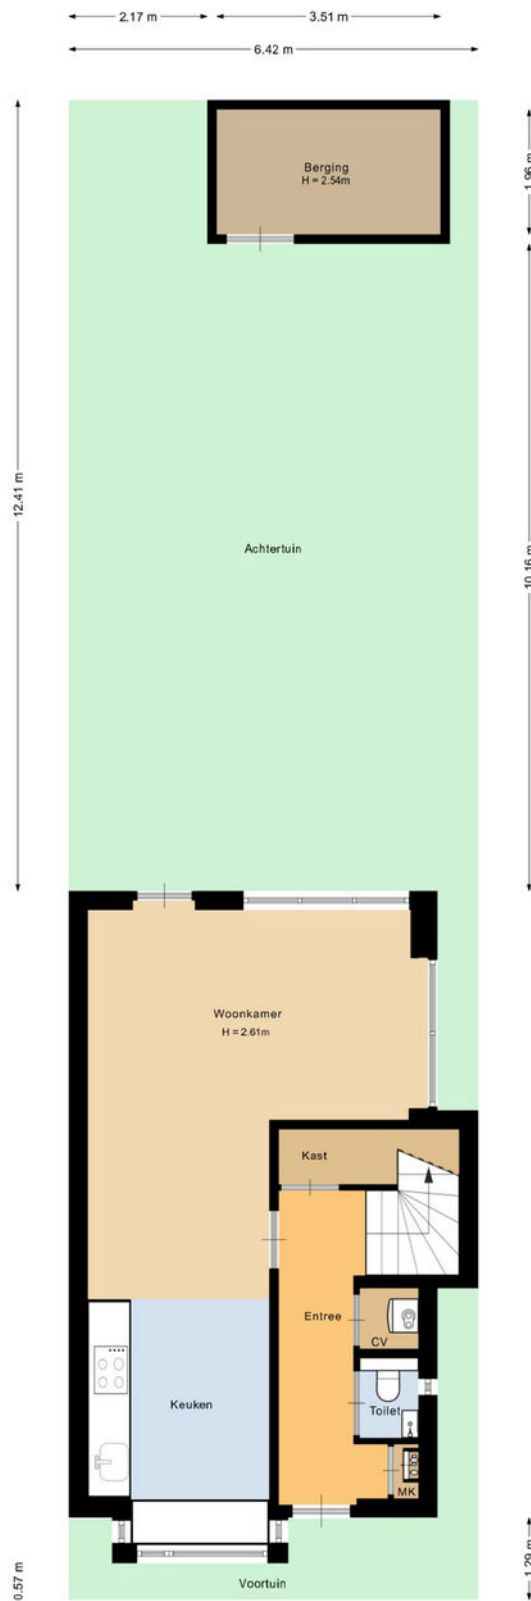 2.17 m
3.51 m
6.42 m
Berging
H = 2.54m
1.96 m
12.41 m
Achtertuin
10.16 m
Woonkamer
H = 2.61m
Kast
Entree
CV
Keuken
Toilet
MK
0.57 m
Voortuin
1.29 m